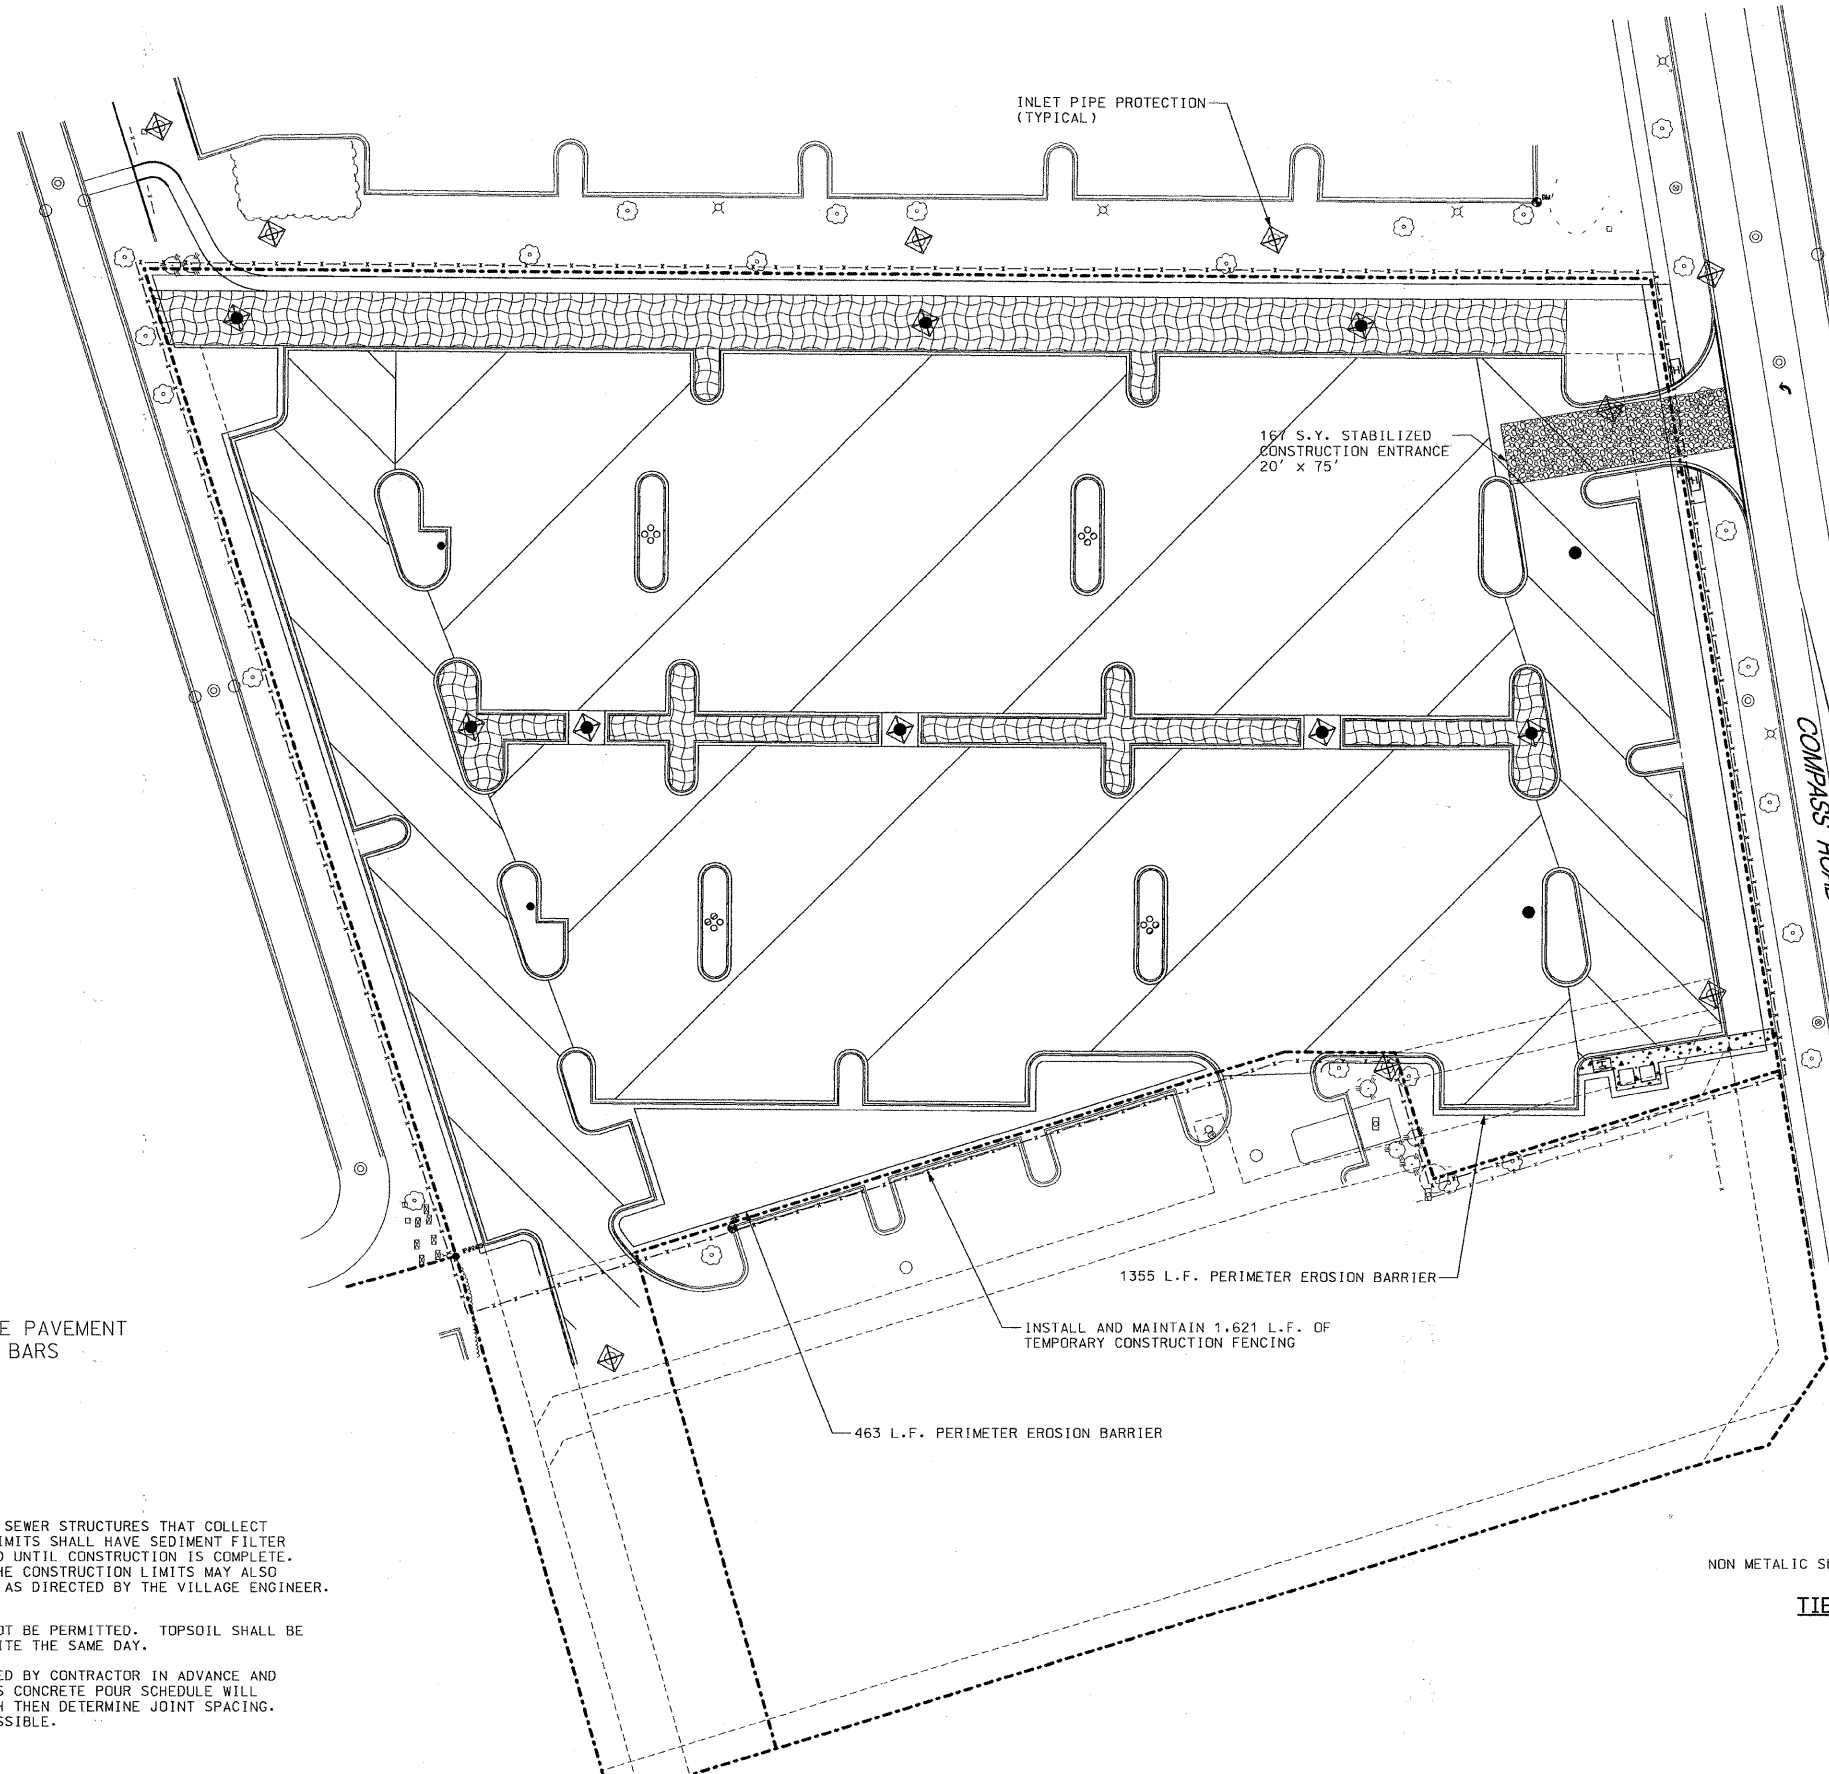 INLET PIPE PROTECTION
(TYPICAL)
BM
167 S.Y. STABILIZED
CONSTRUCTION ENTRANCE
20' x 75'
COMPASS
1355 L.F. PERIMETER EROSION BARRIER
INSTALL AND MAINTAIN 1,621 L.F. OF
TEMPORARY CONSTRUCTION FENCING
463 L.F. PERIMETER EROSION BARRIER
E PAVEMENT
BARS
SEWER STRUCTURES THAT COLLECT
IMITS SHALL HAVE SEDIMENT FILTER
D UNTIL CONSTRUCTION IS COMPLETE.
HE CONSTRUCTION LIMITS MAY ALSO
AS DIRECTED BY THE VILLAGE ENGINEER.
OT BE PERMITTED. TOPSOIL SHALL BE
ITE THE SAME DAY.
ED BY CONTRACTOR IN ADVANCE AND
S CONCRETE POUR SCHEDULE WILL
H THEN DETERMINE JOINT SPACING.
SSIBLE.
NON METALIC
TIE